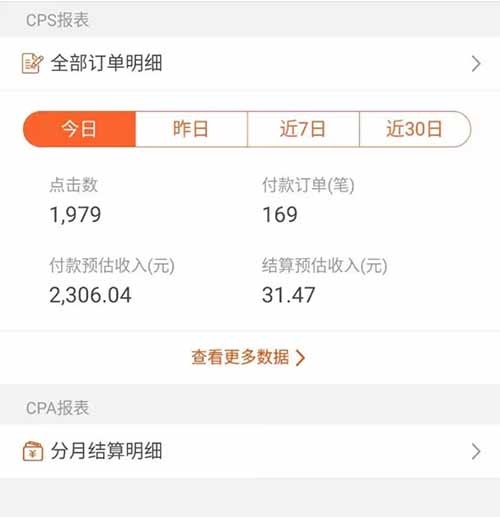 CPS报表
全部订单明细
今日 昨日 近7日 近30日
点击数 付款订单(笔)
1,979 169
付款预估收入(元) 结算预估收入(元)
2,306.04 31.47
查看更多数据
CPA报表
分月结算明细